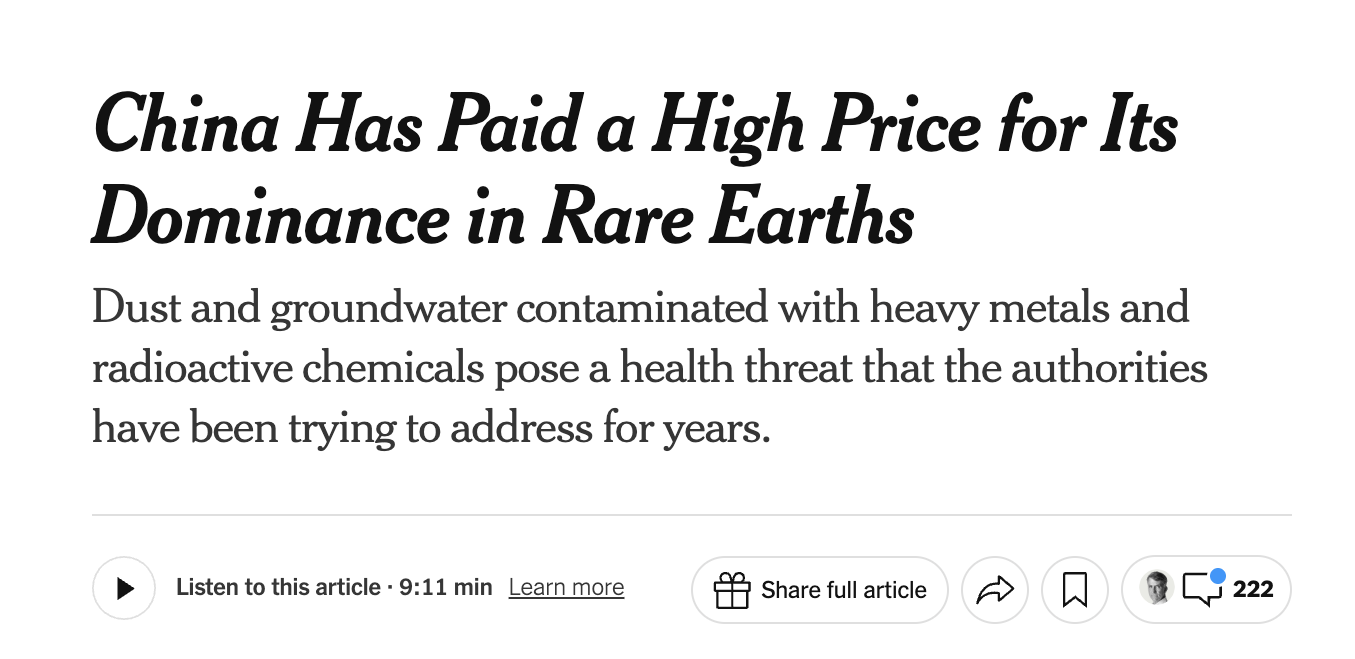 China Has Paid a High Price for Its
Dominance in Rare Earths
Dust and groundwater contaminated with heavy metals and
radioactive chemicals pose a health threat that the authorities
have been trying to address for years.
Listen to this article · 9:11 min Learn more
Share full article
222